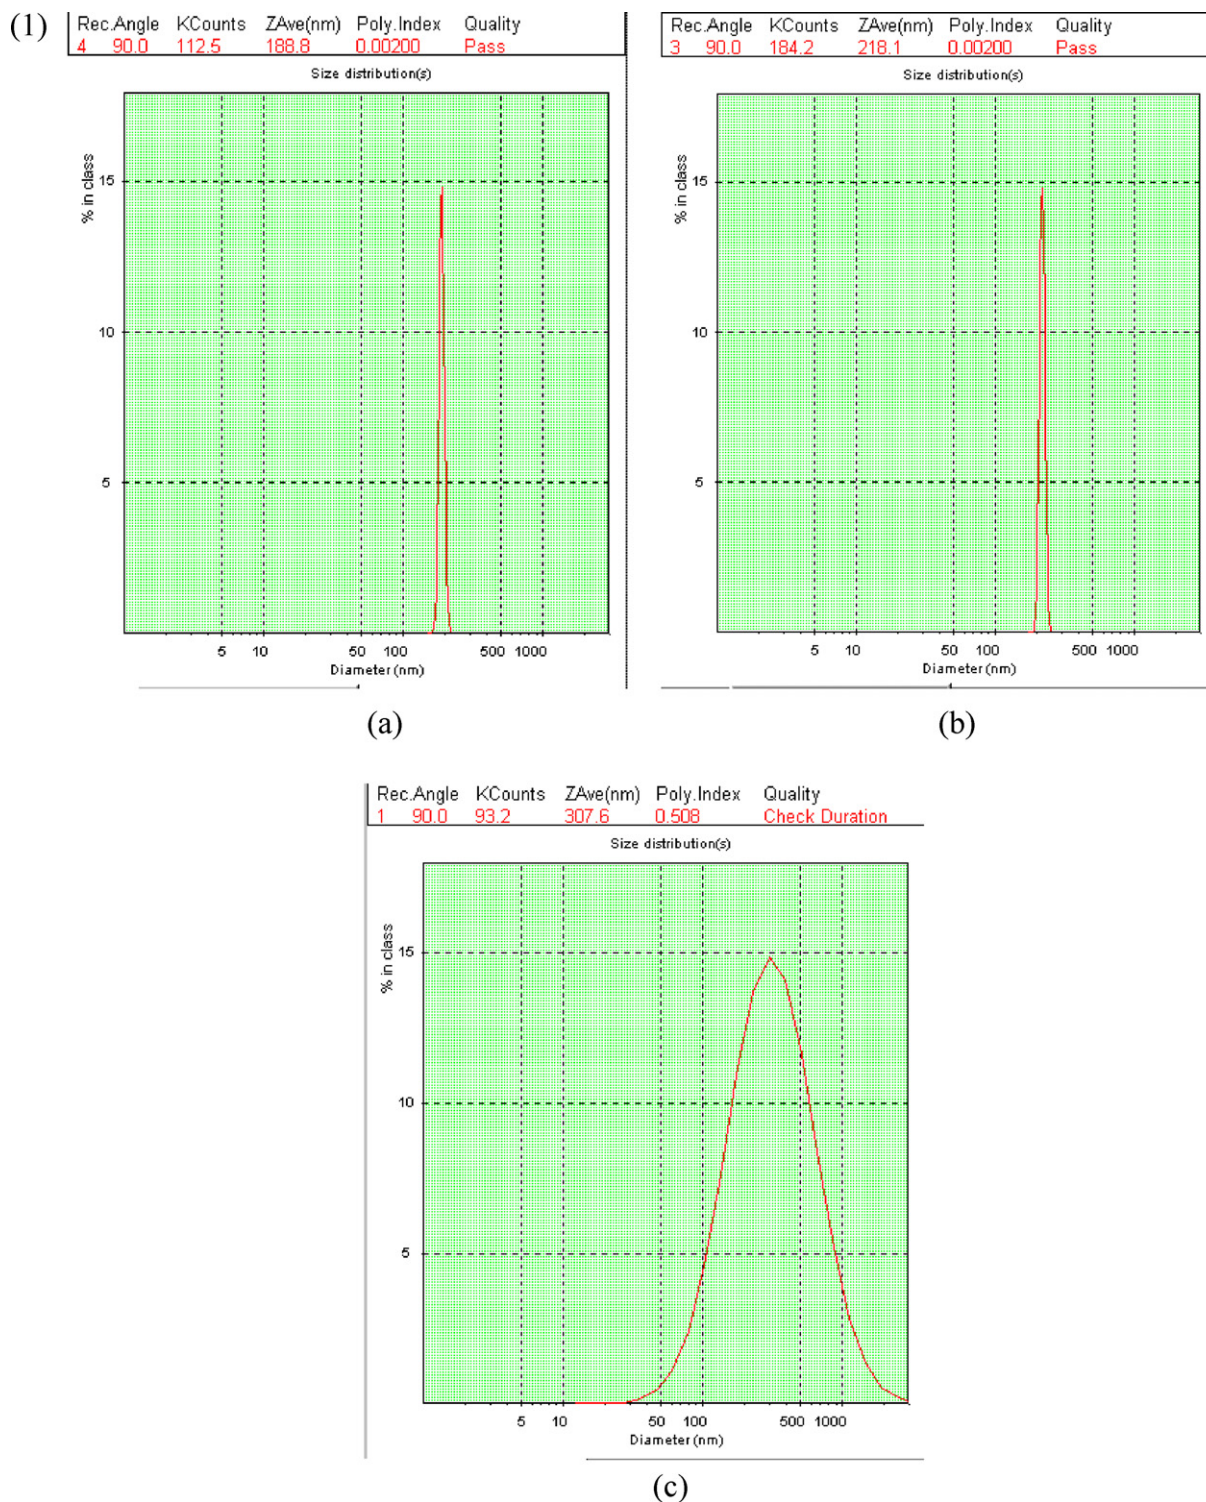 (1)
Rec.Angle KCounts ZAve(nm) Poly.Index Quality
4 90.0 112.5 188.8 0.00200 Pass
Size distribution(s)
% in class
15
10
5
5 10 50 100 500 1000
Diameter (nm)
(a)
Rec.Angle KCounts ZAve(nm) Poly.Index Quality
3 90.0 184.2 218.1 0.00200 Pass
Size distribution(s)
% in class
15
10
5
5 10 50 100 500 1000
Diameter (nm)
(b)
Rec.Angle KCounts ZAve(nm) Poly.Index Quality
1 90.0 93.2 307.6 0.508 Check Duration
Size distribution(s)
% in class
15
10
5
5 10 50 100 500 1000
Diameter (nm)
(c)